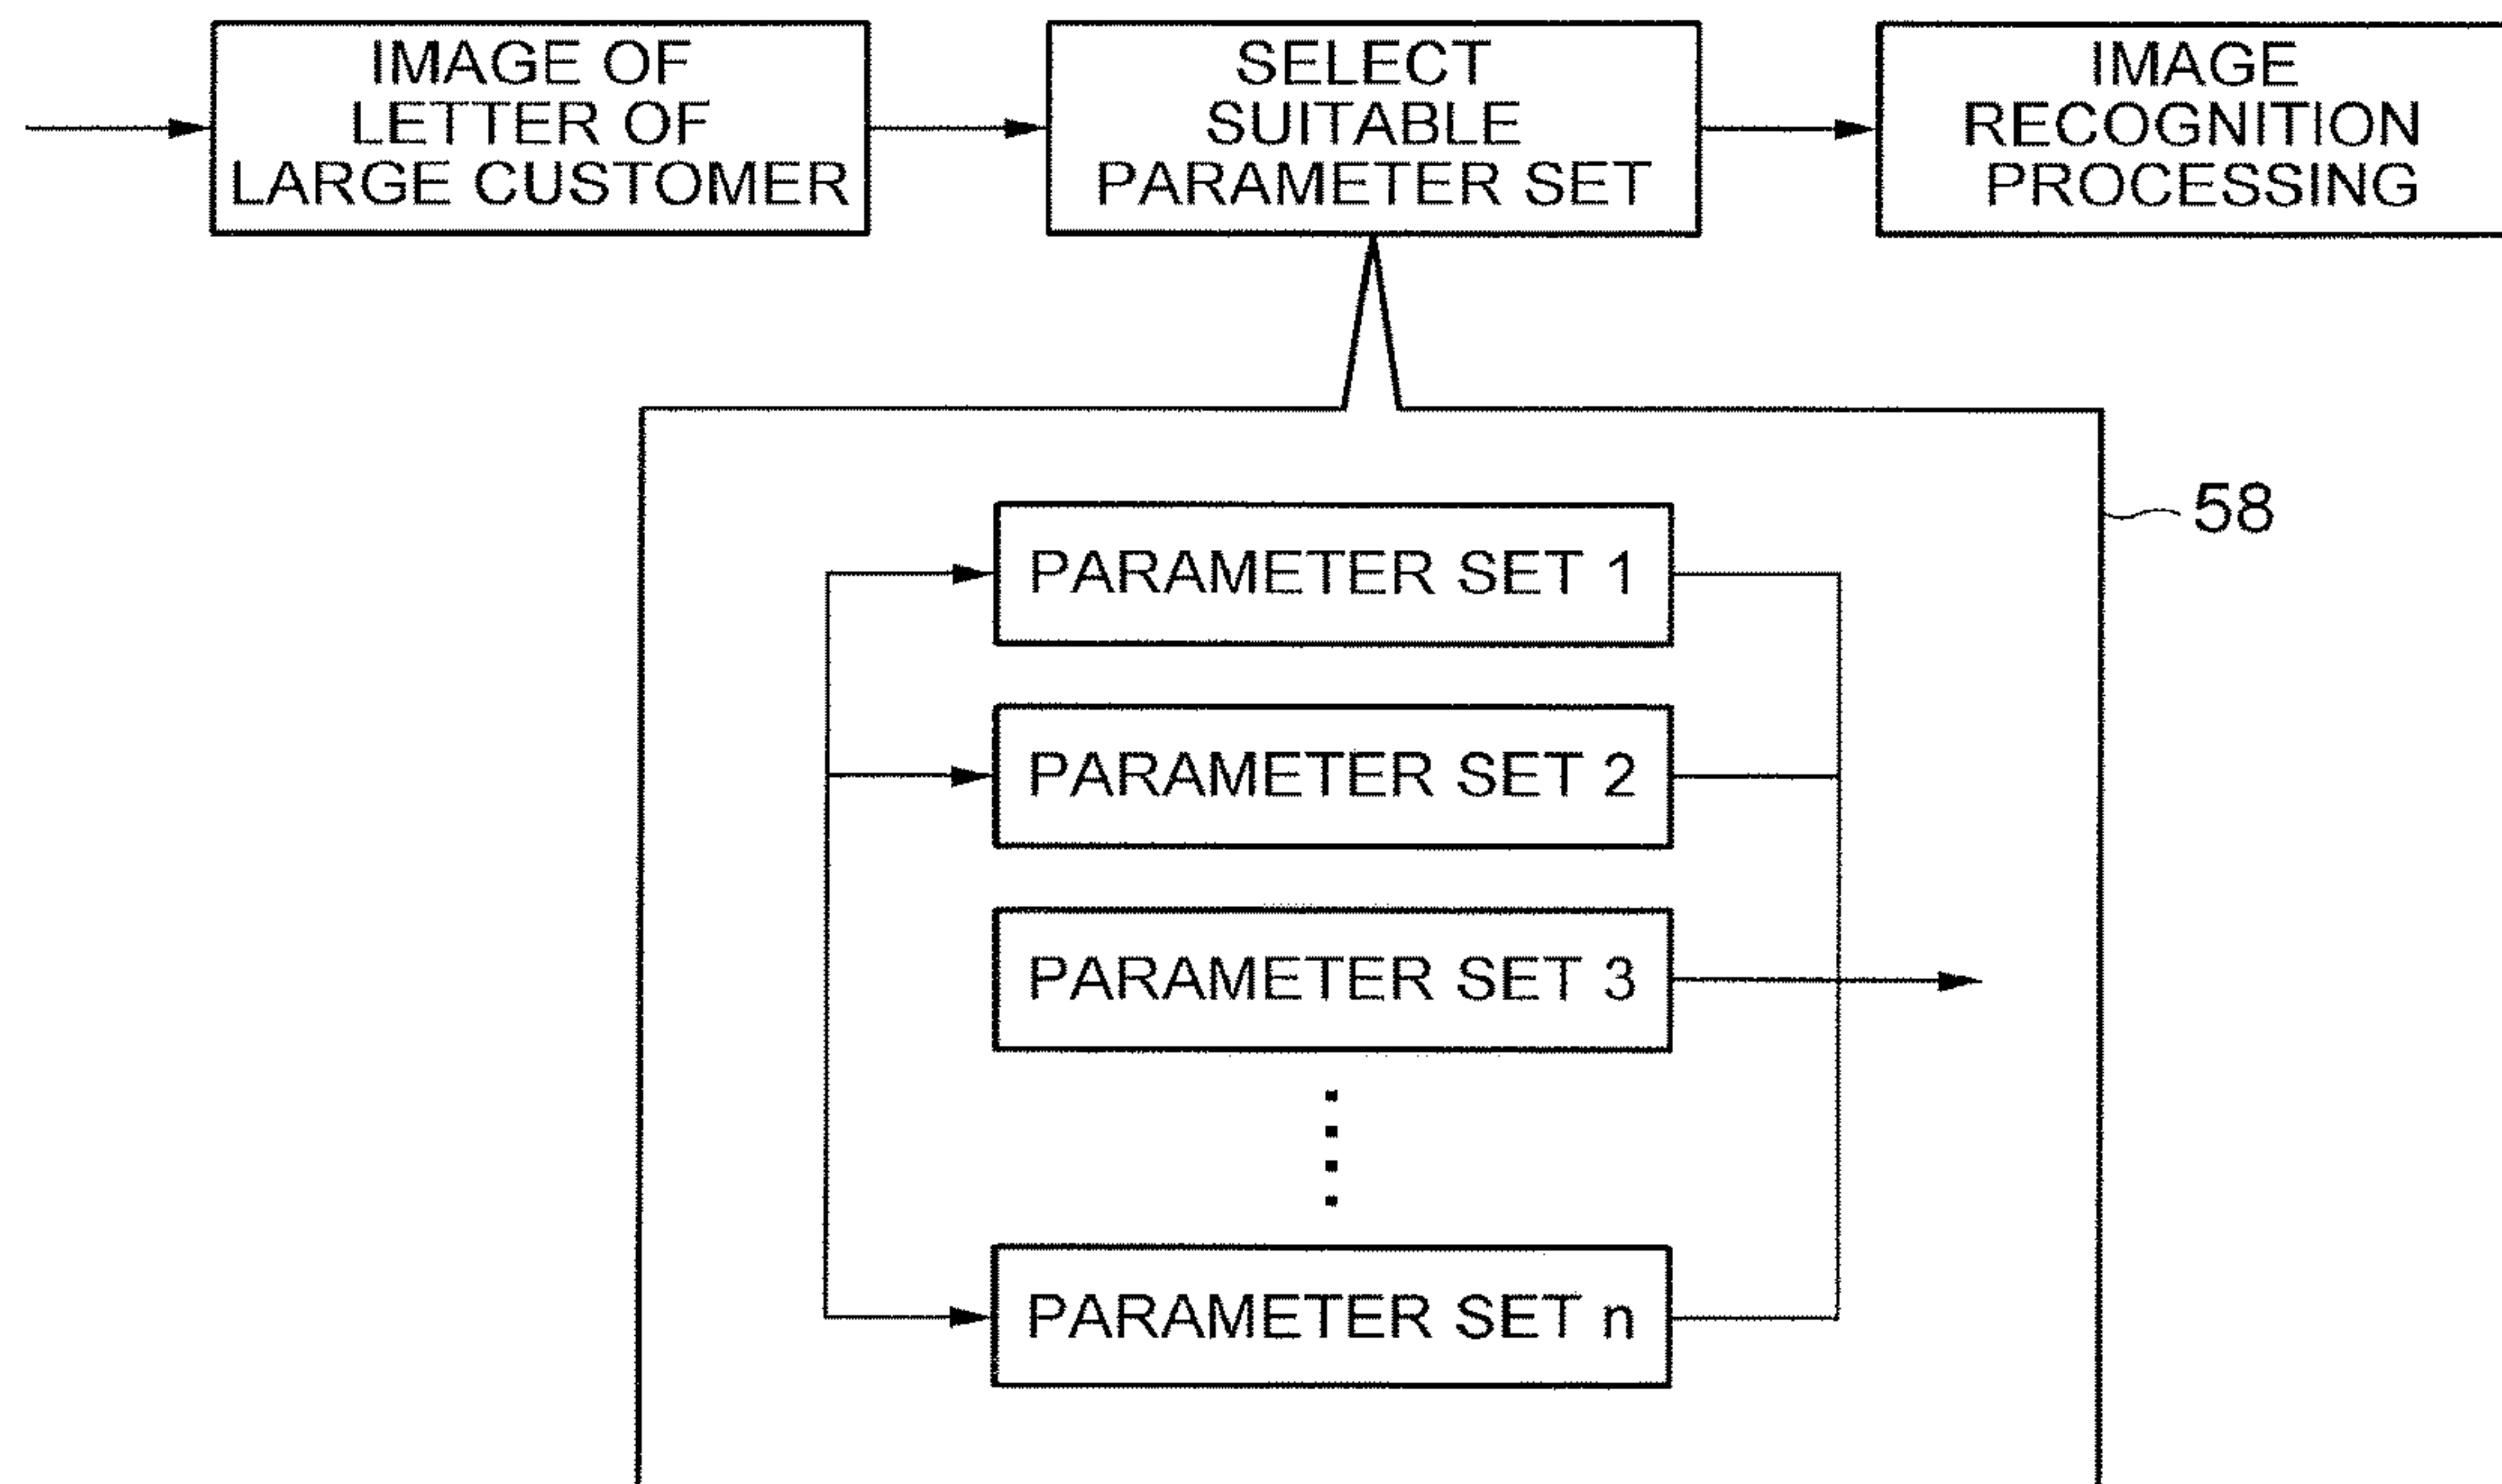 IMAGE OF
LETTER OF
LARGE CUSTOMER
SELECT
SUITABLE
PARAMETER SET
IMAGE
RECOGNITION
PROCESSING
58
PARAMETER SET 1
PARAMETER SET 2
PARAMETER SET 3
PARAMETER SET n